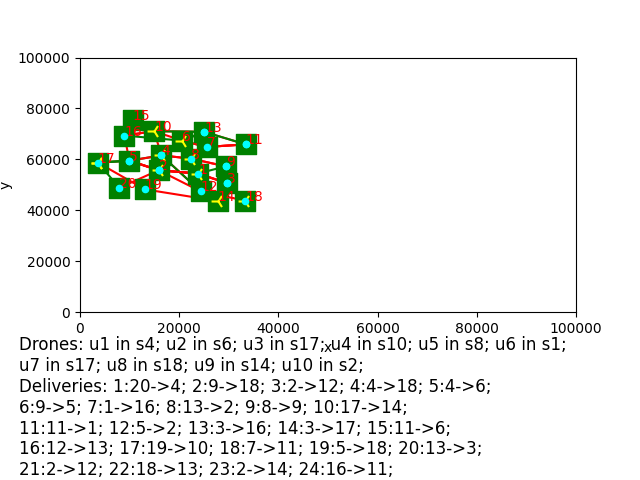 100000
80000
60000
40000
20000
0
y
0 20000 40000 60000 80000 100000
x
Drones: u1 in s4; u2 in s6; u3 in s17; u4 in s10; u5 in s8; u6 in s1;
u7 in s17; u8 in s18; u9 in s14; u10 in s2;
Deliveries: 1:20->4; 2:9->18; 3:2->12; 4:4->18; 5:4->6;
6:9->5; 7:1->16; 8:13->2; 9:8->9; 10:17->14;
11:11->1; 12:5->2; 13:3->16; 14:3->17; 15:11->6;
16:12->13; 17:19->10; 18:7->11; 19:5->18; 20:13->3;
21:2->12; 22:18->13; 23:2->14; 24:16->11;